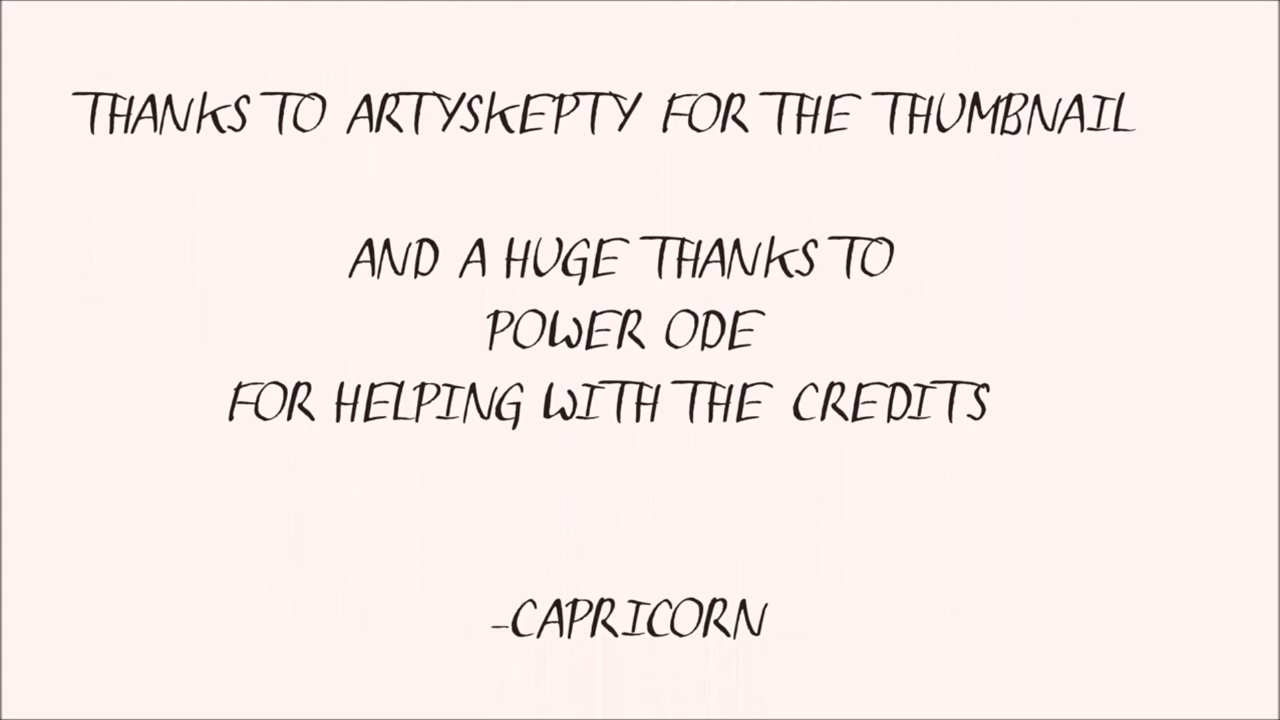 THANKS TO ARTYSKEPTY FOR THE THUMBNAIL
AND A HUGE THANKS TO
POWER ODE
FOR HELPING WITH THE CREDITS
-CAPRICORN